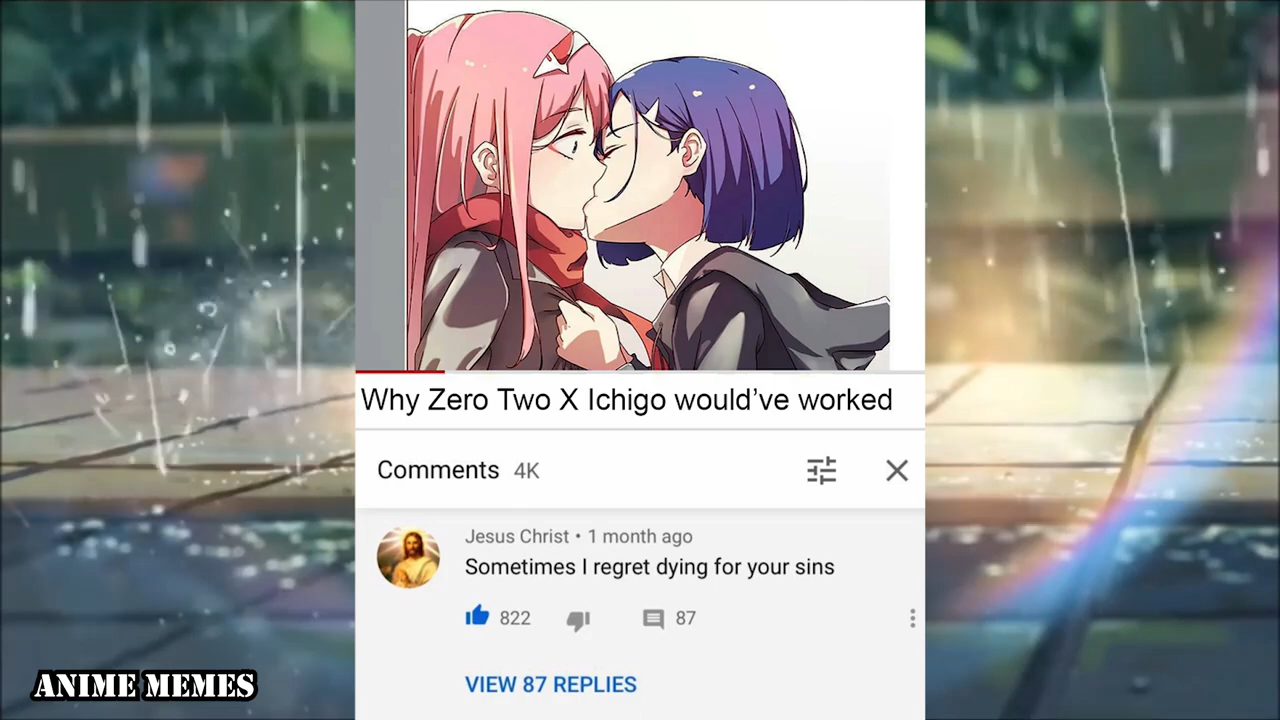 Why Zero Two X Ichigo would’ve worked
Comments 4K
Jesus Christ • 1 month ago
Sometimes I regret dying for your sins
822 87
VIEW 87 REPLIES
ANIME MEMES